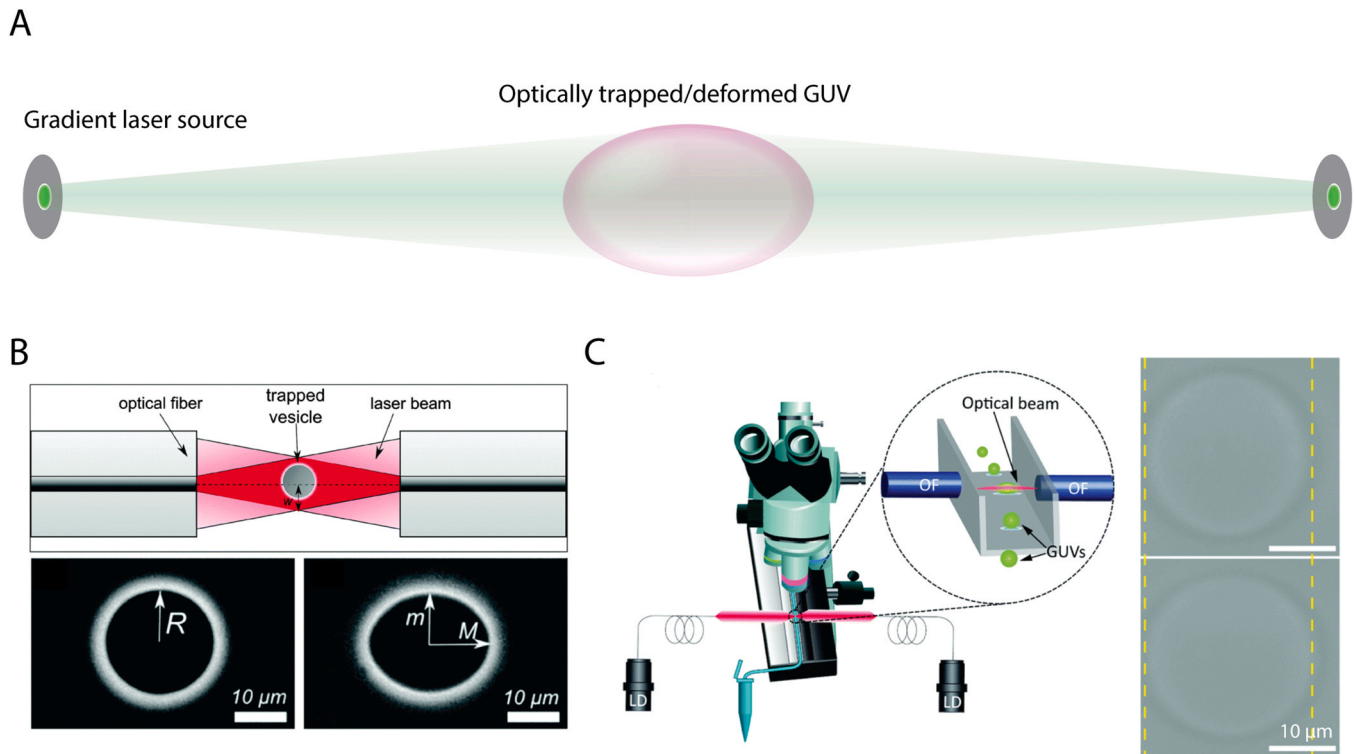 A
Optically trapped/deformed GUV
Gradient laser source
B
optical fiber
trapped
vesicle
laser beam
w
R
10 µm
m
M
10 µm
C
Optical beam
OF
OF
GUVs
LD
LD
10 µm